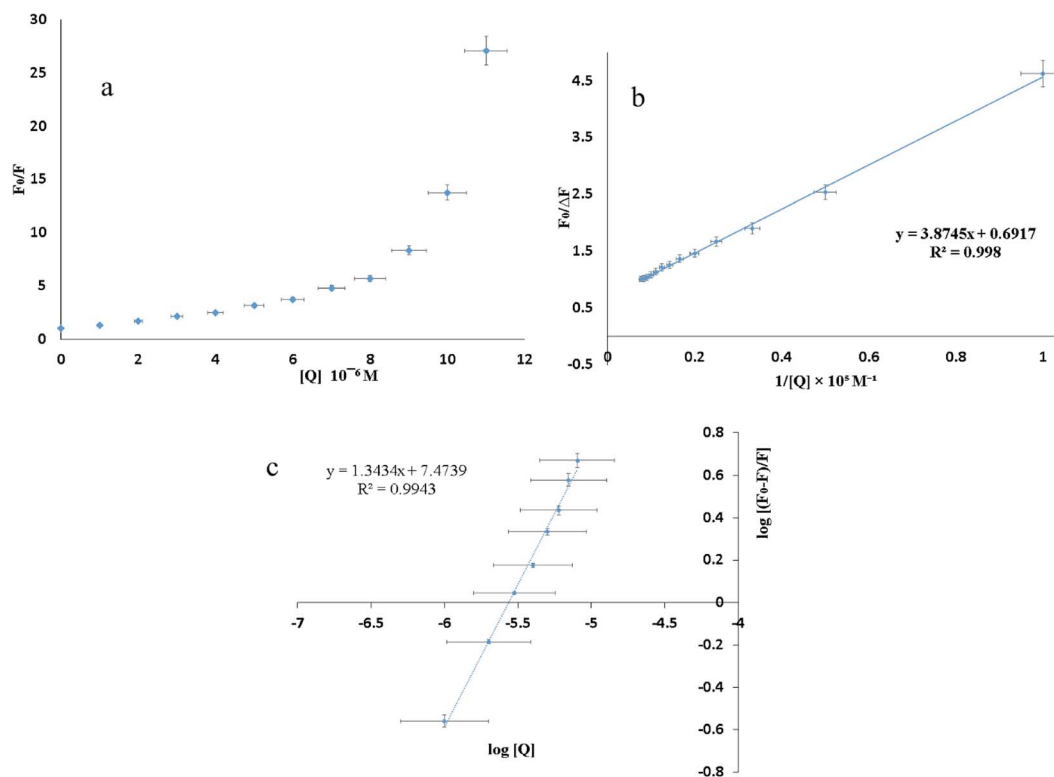 a
F₀/F
30
25
20
15
10
5
0
0 2 4 6 8 10 12
[Q] 10⁻⁶ M
b
F₀/△F
4.5
3.5
2.5
1.5
0.5
-0.5
y = 3.8745x + 0.6917
R² = 0.998
0 0.2 0.4 0.6 0.8 1
1/[Q] × 10⁵ M⁻¹
c
y = 1.3434x + 7.4739
R² = 0.9943
0.8
0.6
0.4
0.2
0
-0.2
-0.4
-0.6
-0.8
log [(F₀-F)/F]
-7 -6.5 -6 -5.5 -5 -4.5 -4
log [Q]